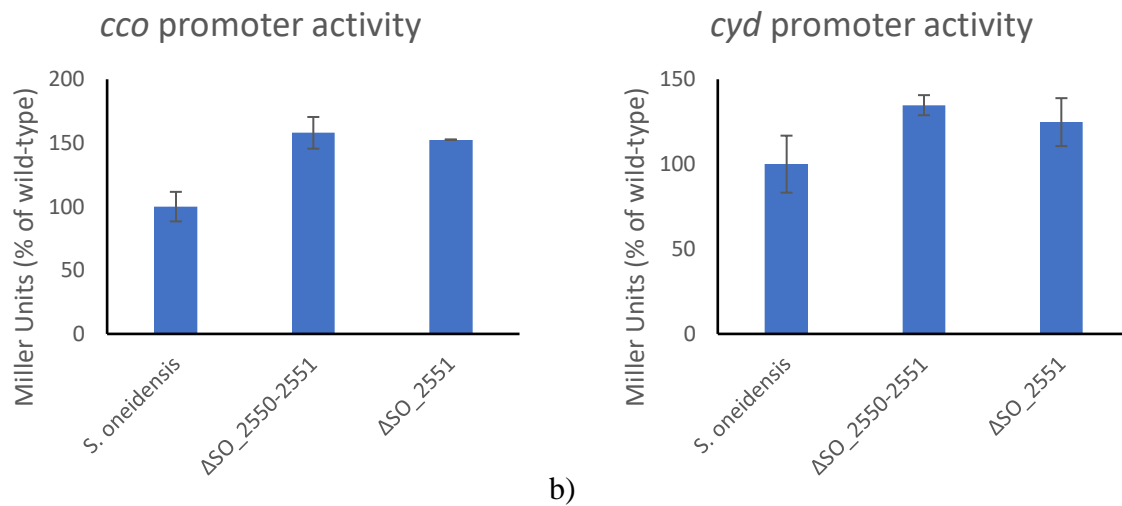 cco promoter activity
Miller Units (% of wild-type)
200
150
100
50
0
S. oneidensis
ΔSO_2550-2551
ΔSO_2551
cyd promoter activity
Miller Units (% of wild-type)
150
100
50
0
S. oneidensis
ΔSO_2550-2551
ΔSO_2551
b)